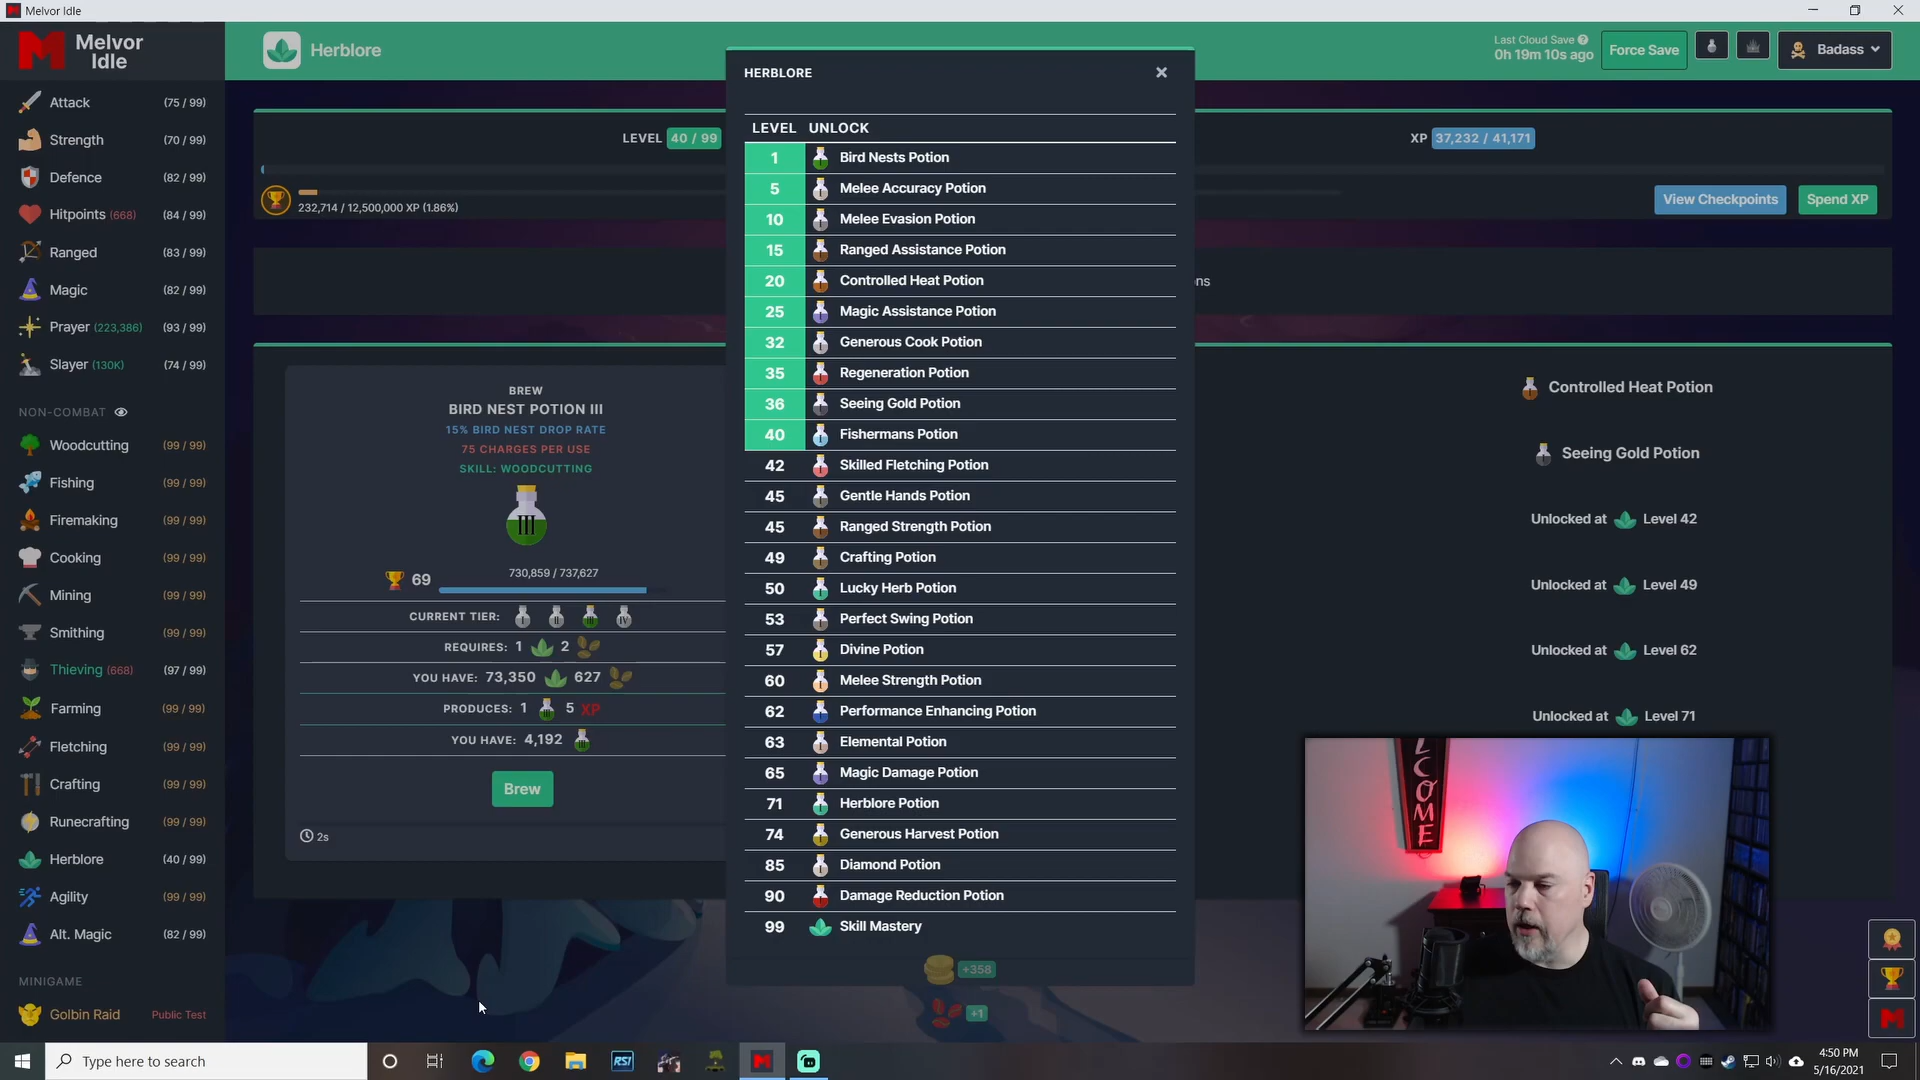 Melvor Idle
Melvor
Idle
Herblore
Last Cloud Save
0h 19m 10s ago
Force Save
Badass
Attack (75 / 99)
Strength (70 / 99)
Defence (82 / 99)
Hitpoints (668) (84 / 99)
Ranged (83 / 99)
Magic (82 / 99)
Prayer (223,386) (93 / 99)
Slayer (130K) (74 / 99)
NON-COMBAT
Woodcutting (99 / 99)
Fishing (99 / 99)
Firemaking (99 / 99)
Cooking (99 / 99)
Mining (99 / 99)
Smithing (99 / 99)
Thieving (668) (97 / 99)
Farming (99 / 99)
Fletching (99 / 99)
Crafting (99 / 99)
Runecrafting (99 / 99)
Herblore (40 / 99)
Agility (99 / 99)
Alt. Magic (82 / 99)
MINIGAME
Golbin Raid Public Test
LEVEL 40 / 99
XP 37,232 / 41,171
232,714 / 12,500,000 XP (1.86%)
View Checkpoints
Spend XP
ns
BREW
BIRD NEST POTION III
15% BIRD NEST DROP RATE
75 CHARGES PER USE
SKILL: WOODCUTTING
III
69 730,859 / 737,627
CURRENT TIER: I II III IV
REQUIRES: 1 2
YOU HAVE: 73,350 627
PRODUCES: 1 5 XP
YOU HAVE: 4,192
Brew
2s
HERBLORE
LEVEL UNLOCK
1 Bird Nests Potion
5 Melee Accuracy Potion
10 Melee Evasion Potion
15 Ranged Assistance Potion
20 Controlled Heat Potion
25 Magic Assistance Potion
32 Generous Cook Potion
35 Regeneration Potion
36 Seeing Gold Potion
40 Fishermans Potion
42 Skilled Fletching Potion
45 Gentle Hands Potion
45 Ranged Strength Potion
49 Crafting Potion
50 Lucky Herb Potion
53 Perfect Swing Potion
57 Divine Potion
60 Melee Strength Potion
62 Performance Enhancing Potion
63 Elemental Potion
65 Magic Damage Potion
71 Herblore Potion
74 Generous Harvest Potion
85 Diamond Potion
90 Damage Reduction Potion
99 Skill Mastery
+358
+1
Controlled Heat Potion
Seeing Gold Potion
Unlocked at Level 42
Unlocked at Level 49
Unlocked at Level 62
Unlocked at Level 71
LCOME
Type here to search
RSI
4:50 PM
5/16/2021